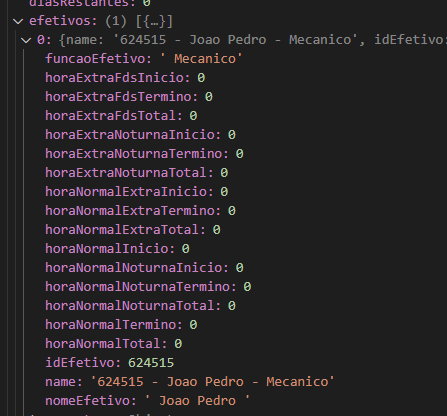 diasRestantes: 0
efetivos: (1) [{…}]
0: {name: '624515 - Joao Pedro - Mecanico', idEfetivo:
funcaoEfetivo: ' Mecanico'
horaExtraFdsInicio: 0
horaExtraFdsTermino: 0
horaExtraFdsTotal: 0
horaExtraNoturnaInicio: 0
horaExtraNoturnaTermino: 0
horaExtraNoturnaTotal: 0
horaNormalExtraInicio: 0
horaNormalExtraTermino: 0
horaNormalExtraTotal: 0
horaNormalInicio: 0
horaNormalNoturnaInicio: 0
horaNormalNoturnaTermino: 0
horaNormalNoturnaTotal: 0
horaNormalTermino: 0
horaNormalTotal: 0
idEfetivo: 624515
name: '624515 - Joao Pedro - Mecanico'
nomeEfetivo: ' Joao Pedro '